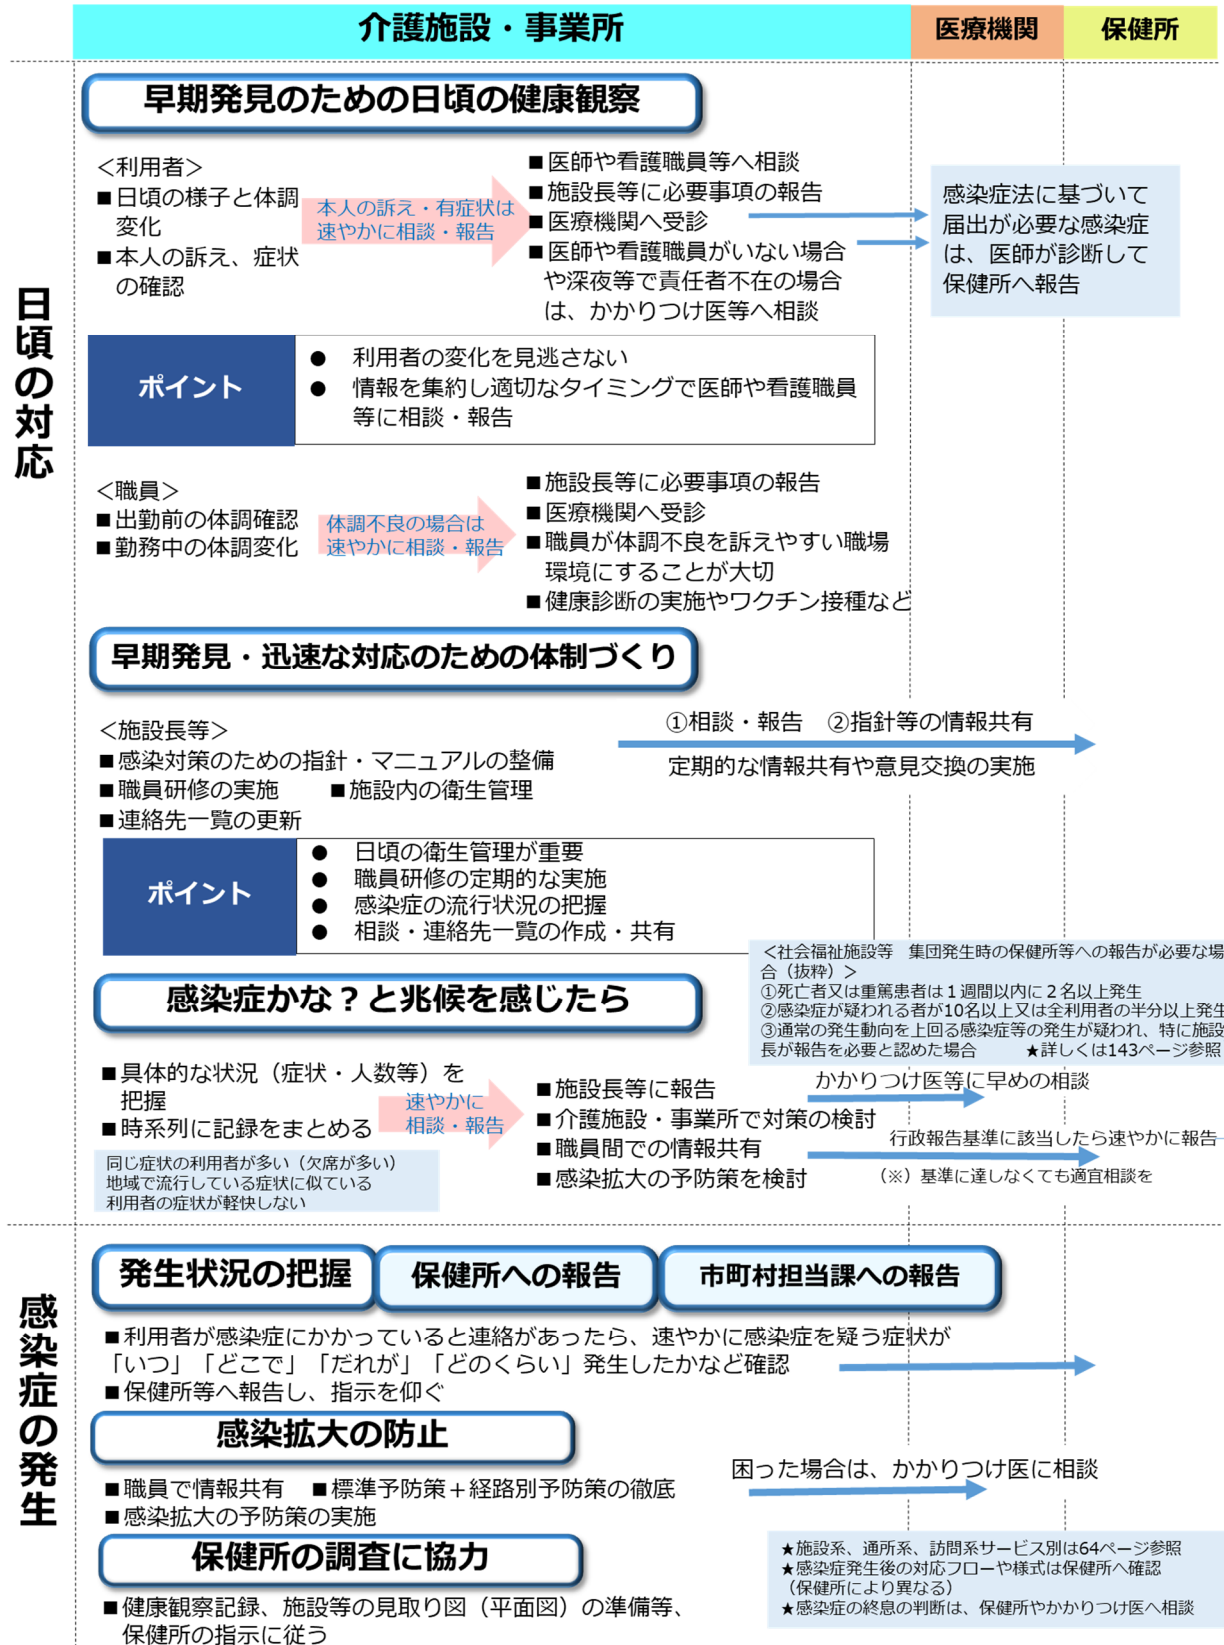 介護施設・事業所
医療機関
保健所
日頃の対応
早期発見のための日頃の健康観察
＜利用者＞
■日頃の様子と体調
変化
■本人の訴え、症状
の確認
本人の訴え・有症状は
速やかに相談・報告
■医師や看護職員等へ相談
■施設長等に必要事項の報告
■医療機関へ受診
■医師や看護職員がいない場合
や深夜等で責任者不在の場合
は、かかりつけ医等へ相談
感染症法に基づいて
届出が必要な感染症
は、医師が診断して
保健所へ報告
ポイント
● 利用者の変化を見逃さない
● 情報を集約し適切なタイミングで医師や看護職員
等に相談・報告
＜職員＞
■出勤前の体調確認
■勤務中の体調変化
体調不良の場合は
速やかに相談・報告
■施設長等に必要事項の報告
■医療機関へ受診
■職員が体調不良を訴えやすい職場
環境にすることが大切
■健康診断の実施やワクチン接種など
早期発見・迅速な対応のための体制づくり
＜施設長等＞
■感染対策のための指針・マニュアルの整備
■職員研修の実施 ■施設内の衛生管理
■連絡先一覧の更新
①相談・報告 ②指針等の情報共有
定期的な情報共有や意見交換の実施
ポイント
● 日頃の衛生管理が重要
● 職員研修の定期的な実施
● 感染症の流行状況の把握
● 相談・連絡先一覧の作成・共有
＜社会福祉施設等 集団発生時の保健所等への報告が必要な場
合（抜粋）＞
①死亡者又は重篤患者は１週間以内に２名以上発生
②感染症が疑われる者が10名以上又は全利用者の半分以上発生
③通常の発生動向を上回る感染症等の発生が疑われ、特に施設
長が報告を必要と認めた場合 ★詳しくは143ページ参照
感染症かな？と兆候を感じたら
■具体的な状況（症状・人数等）を
把握
■時系列に記録をまとめる
速やかに
相談・報告
■施設長等に報告
■介護施設・事業所で対策の検討
■職員間での情報共有
■感染拡大の予防策を検討
かかりつけ医等に早めの相談
行政報告基準に該当したら速やかに報告
（※）基準に達しなくても適宜相談を
同じ症状の利用者が多い（欠席が多い）
地域で流行している症状に似ている
利用者の症状が軽快しない
感染症の発生
発生状況の把握
保健所への報告
市町村担当課への報告
■利用者が感染症にかかっていると連絡があったら、速やかに感染症を疑う症状が
「いつ」「どこで」「だれが」「どのくらい」発生したかなど確認
■保健所等へ報告し、指示を仰ぐ
感染拡大の防止
■職員で情報共有 ■標準予防策＋経路別予防策の徹底
■感染拡大の予防策の実施
困った場合は、かかりつけ医に相談
保健所の調査に協力
■健康観察記録、施設等の見取り図（平面図）の準備等、
保健所の指示に従う
★施設系、通所系、訪問系サービス別は64ページ参照
★感染症発生後の対応フローや様式は保健所へ確認
（保健所により異なる）
★感染症の終息の判断は、保健所やかかりつけ医へ相談